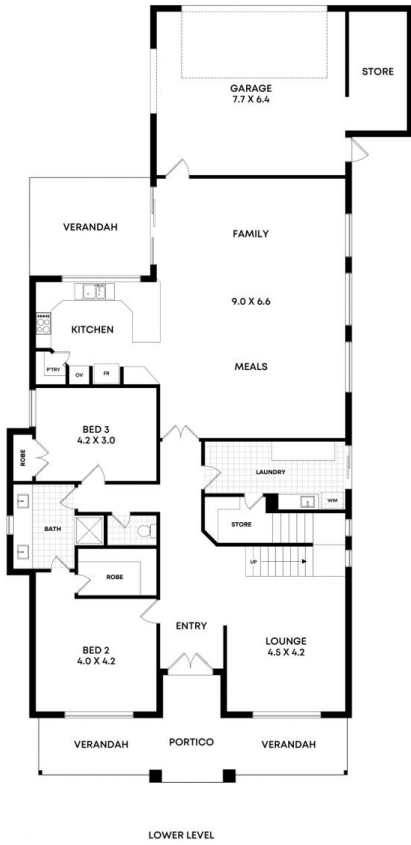 STORE
GARAGE
7.7 X 6.4
VERANDAH
FAMILY
9.0 X 6.6
KITCHEN
MEALS
P'TRY
OV
FR
BED 3
4.2 X 3.0
ROBE
LAUNDRY
WM
BATH
STORE
ROBE
UP
ENTRY
BED 2
4.0 X 4.2
LOUNGE
4.5 X 4.2
VERANDAH
PORTICO
VERANDAH
LOWER LEVEL